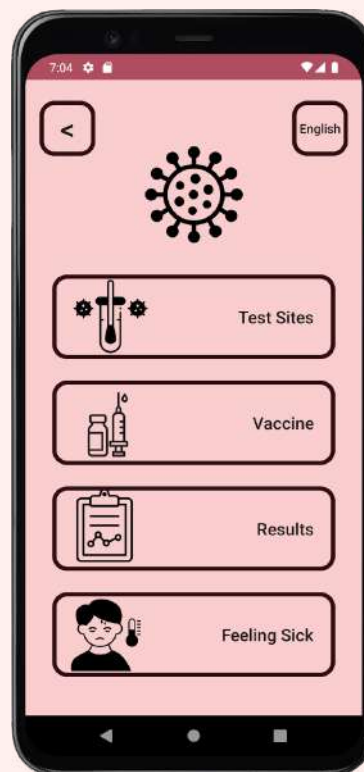 7:04
<
English
Test Sites
Vaccine
Results
Feeling Sick